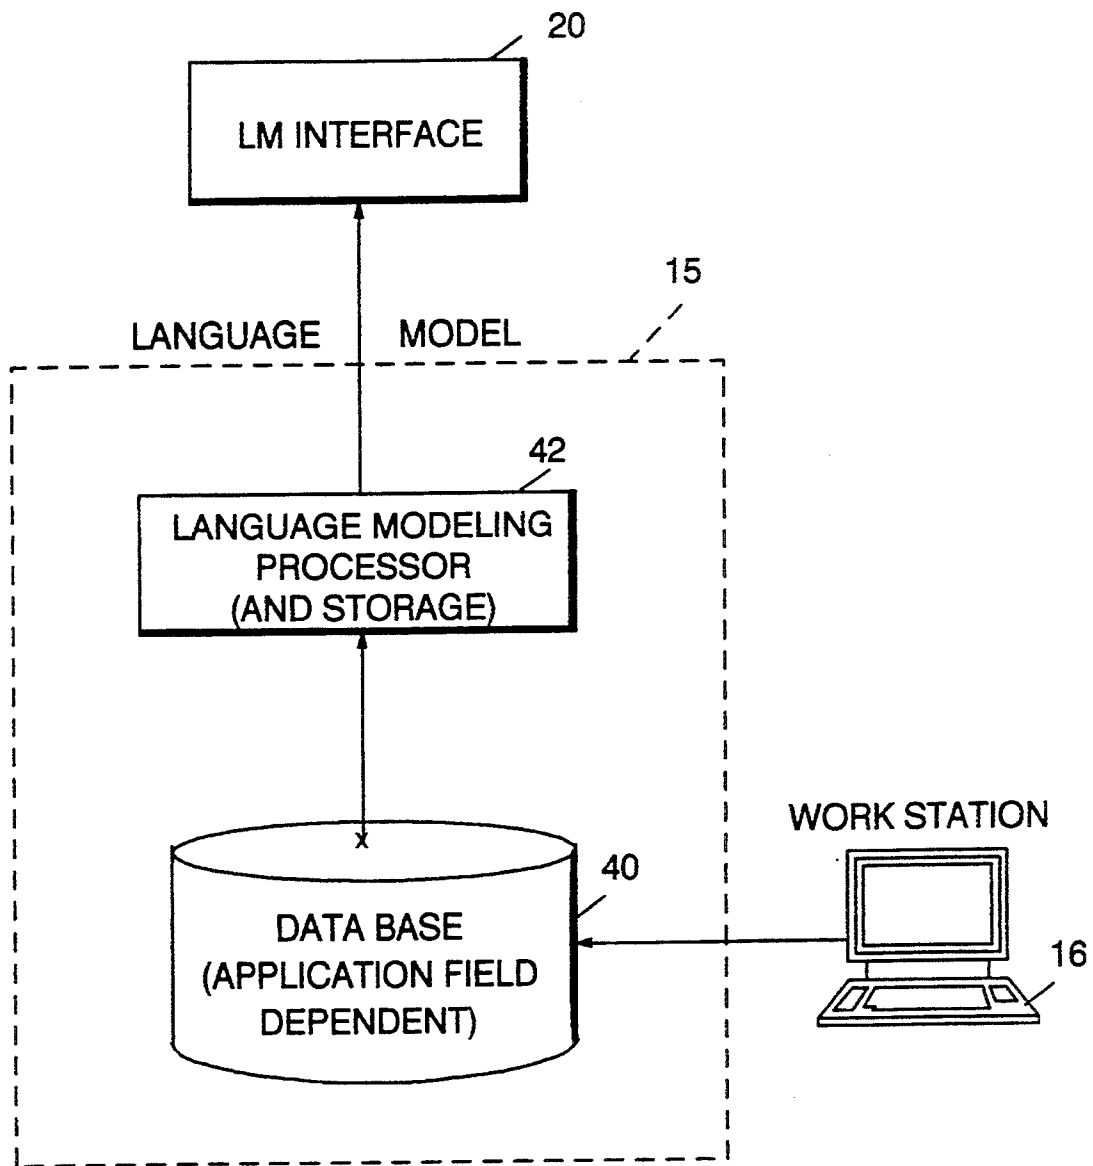 20
LM INTERFACE
15
LANGUAGE MODEL
42
LANGUAGE MODELING
PROCESSOR
(AND STORAGE)
WORK STATION
40
DATA BASE
(APPLICATION FIELD
DEPENDENT)
16